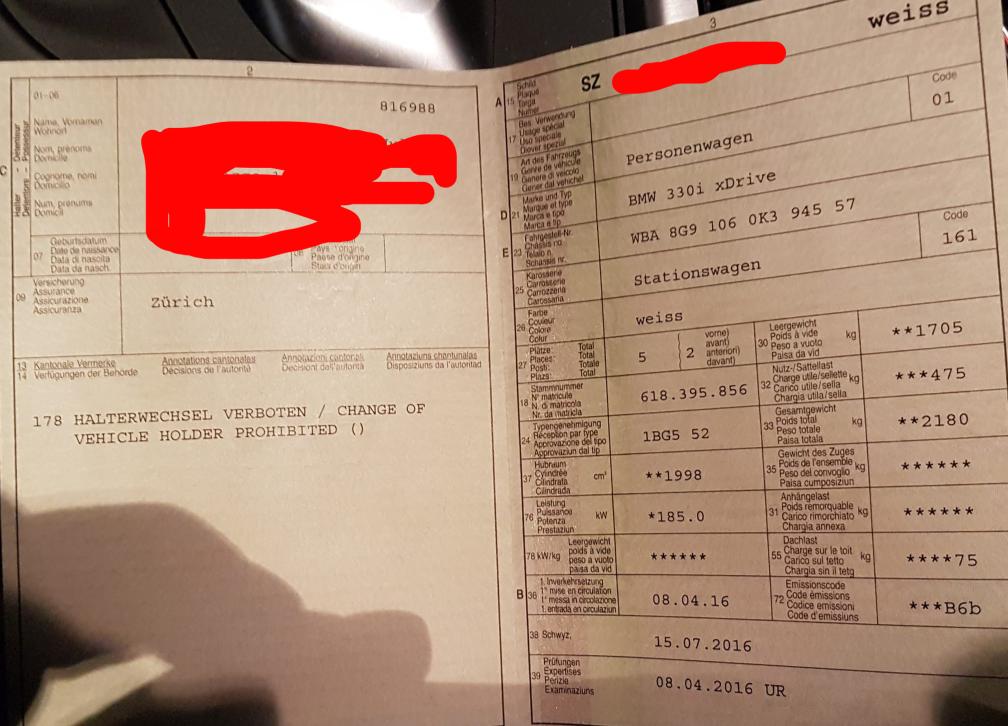 2
01-06
816988
Halter - Détenteur
Detentore - Possessur
C
Name, Vornamen
Wohnort
Nom, prénoms
Domicile
Cognome, nomi
Domicilio
Num, prenums
Domicil
07
Geburtsdatum
Date de naissance
Data di nascita
Data da nasch.
Pays d'origine
Paese d'origine
Stadi d'origin
09
Versicherung
Assurance
Assicurazione
Assicuranza
Zürich
13 Kantonale Vermerke
14 Verfügungen der Behörde
Annotations cantonales
Décisions de l'autorité
Annotazioni cantonali
Decisioni dell'autorità
Annotaziuns chantunalas
Disposiziuns da l'autoritad
178 HALTERWECHSEL VERBOTEN / CHANGE OF
VEHICLE HOLDER PROHIBITED ()
3
weiss
A 15
Schild
Plaque
Targa
Numer
SZ
17
Bes. Verwendung
Usage spécial
Uso speciale
Diever spezial
Code
01
19
Art des Fahrzeugs
Genre de véhicule
Genere di veicolo
Gener dal vehichel
Personenwagen
D 21
Marke und Typ
Marque et type
Marca e tipo
Marca e tip
BMW 330i xDrive
E 23
Fahrgestell-Nr.
Châssis no
Telaio n.
Schassis nr.
WBA 8G9 106 0K3 945 57
25
Karosserie
Carrosserie
Carrozzeria
Carossaria
Stationswagen
Code
161
26
Farbe
Couleur
Colore
Colur
weiss
27
Plätze: Total
Places: Total
Posti: Totale
Plazs: Total
5
2
vorne)
avant)
anteriori)
davant)
30
Leergewicht
Poids à vide
Peso a vuoto
Paisa da vid
kg
**1705
18
Stammnummer
N° matricule
N. di matricola
Nr. da matricla
618.395.856
32
Nutz-/Sattellast
Charge utile/sellette
Carico utile/sella
Chargia utila/sella
kg
***475
24
Typengenehmigung
Réception par type
Approvazione del tipo
Approvaziun dal tip
1BG5 52
33
Gesamtgewicht
Poids total
Peso totale
Paisa totala
kg
**2180
37
Hubraum
Cylindrée
Cilindrata
Cilindrada
cm³
**1998
35
Gewicht des Zuges
Poids de l'ensemble
Peso del convoglio
Paisa cumposiziun
kg
******
76
Leistung
Puissance
Potenza
Prestaziun
kW
*185.0
31
Anhängelast
Poids remorquable
Carico rimorchiato
Chargia annexa
kg
******
78 kW/kg
Leergewicht
poids à vide
peso a vuoto
paisa da vid
******
55
Dachlast
Charge sur le toit
Carico sul tetto
Chargia sin il tetg
kg
****75
B 36
1. Inverkehrsetzung
1re mise en circulation
1a messa in circolazione
1. entrada en circulaziun
08.04.16
72
Emissionscode
Code émissions
Codice emissioni
Code d'emissiuns
***B6b
38 Schwyz,
15.07.2016
39
Prüfungen
Expertises
Perizie
Examinaziuns
08.04.2016 UR